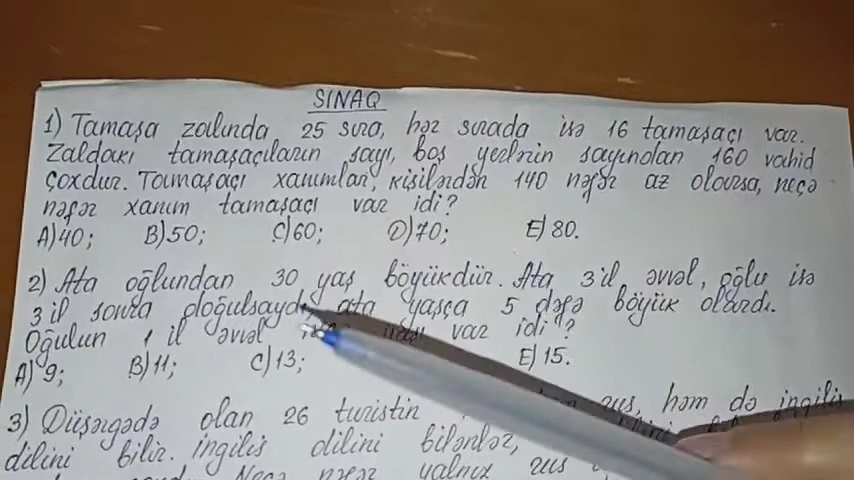 SINAQ
1) Tamaşa zalında 25 sıra, hər sırada isə 16 tamaşaçı var.
Zaldakı tamaşaçıların sayı, boş yerlərin sayından 160 vahid
çoxdur. Tamaşaçı xanımlar, kişilərdən 140 nəfər az olarsa, neçə
nəfər xanım tamaşaçı var idi?
A) 40; B) 50; C) 60; D) 70; E) 80.
2) Ata oğlundan 30 yaş böyükdür. Ata 3 il əvvəl, oğlu isə
3 il sonra doğulsaydı ata yaşca 5 dəfə böyük olardı.
Oğulun 1 il əvvəl var idi?
A) 9; B) 11; C) 13; E) 15.
3) Düşərgədə olan 26 turistin rus, həm də ingilis
dilini bilir. İngilis dilini bilənlər,
yalnız rus